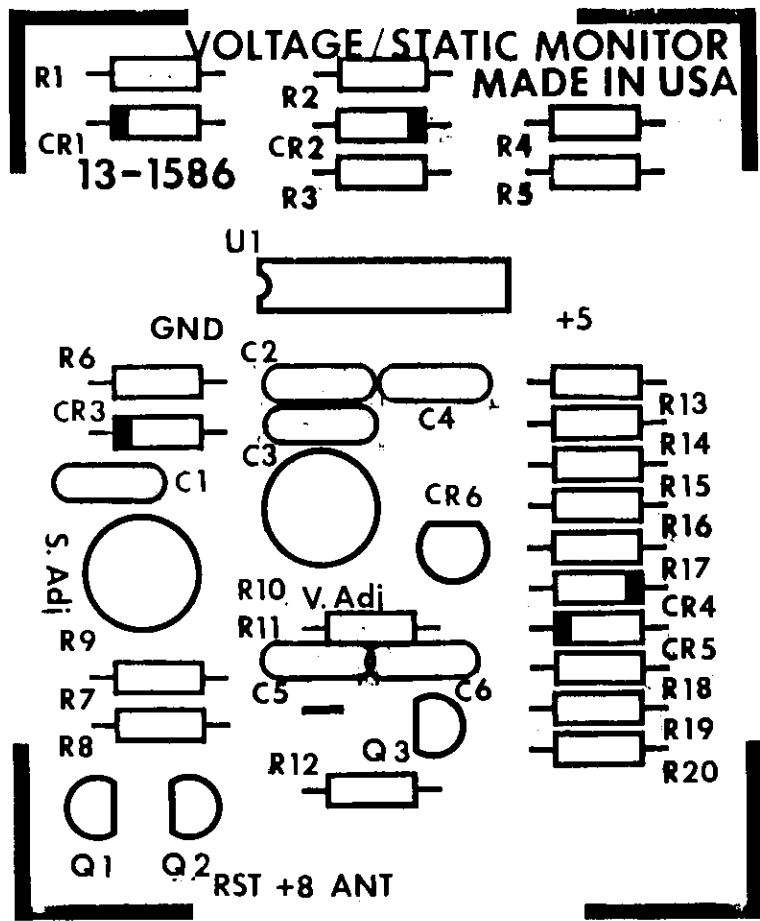 VOLTAGE/STATIC MONITOR
MADE IN USA
R1
R2
CR1
CR2
R4
13-1586
R3
R5
U1
GND
+5
R6
C2
CR3
C4
R13
C3
R14
C1
CR6
R15
R16
S. Adj
R17
R10
V. Adj
CR4
R11
R9
CR5
C5
C6
R18
R7
R8
Q3
R19
R12
R20
Q1
Q2
RST +8 ANT